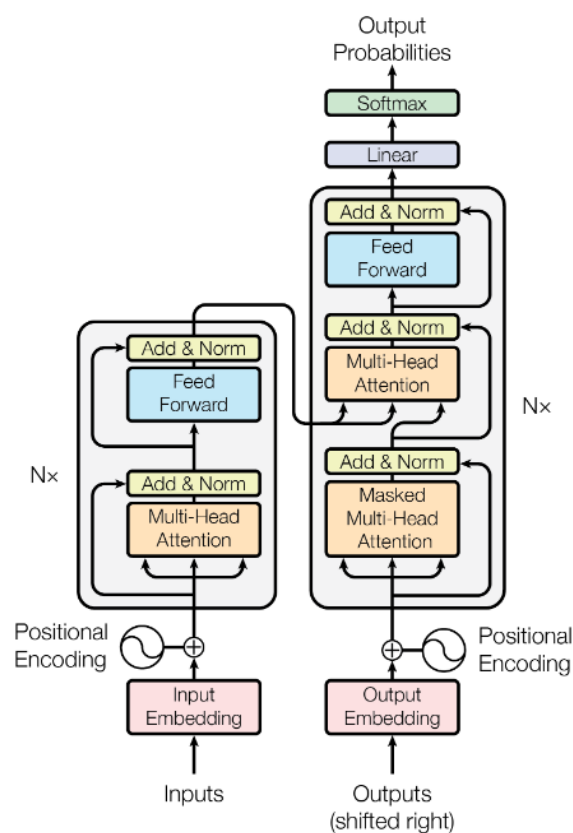 Output
Probabilities
Softmax
Linear
Add & Norm
Feed
Forward
Add & Norm
Multi-Head
Attention
Nx
Add & Norm
Masked
Multi-Head
Attention
Positional
Encoding
Output
Embedding
Outputs
(shifted right)
Add & Norm
Feed
Forward
Nx
Add & Norm
Multi-Head
Attention
Positional
Encoding
Input
Embedding
Inputs